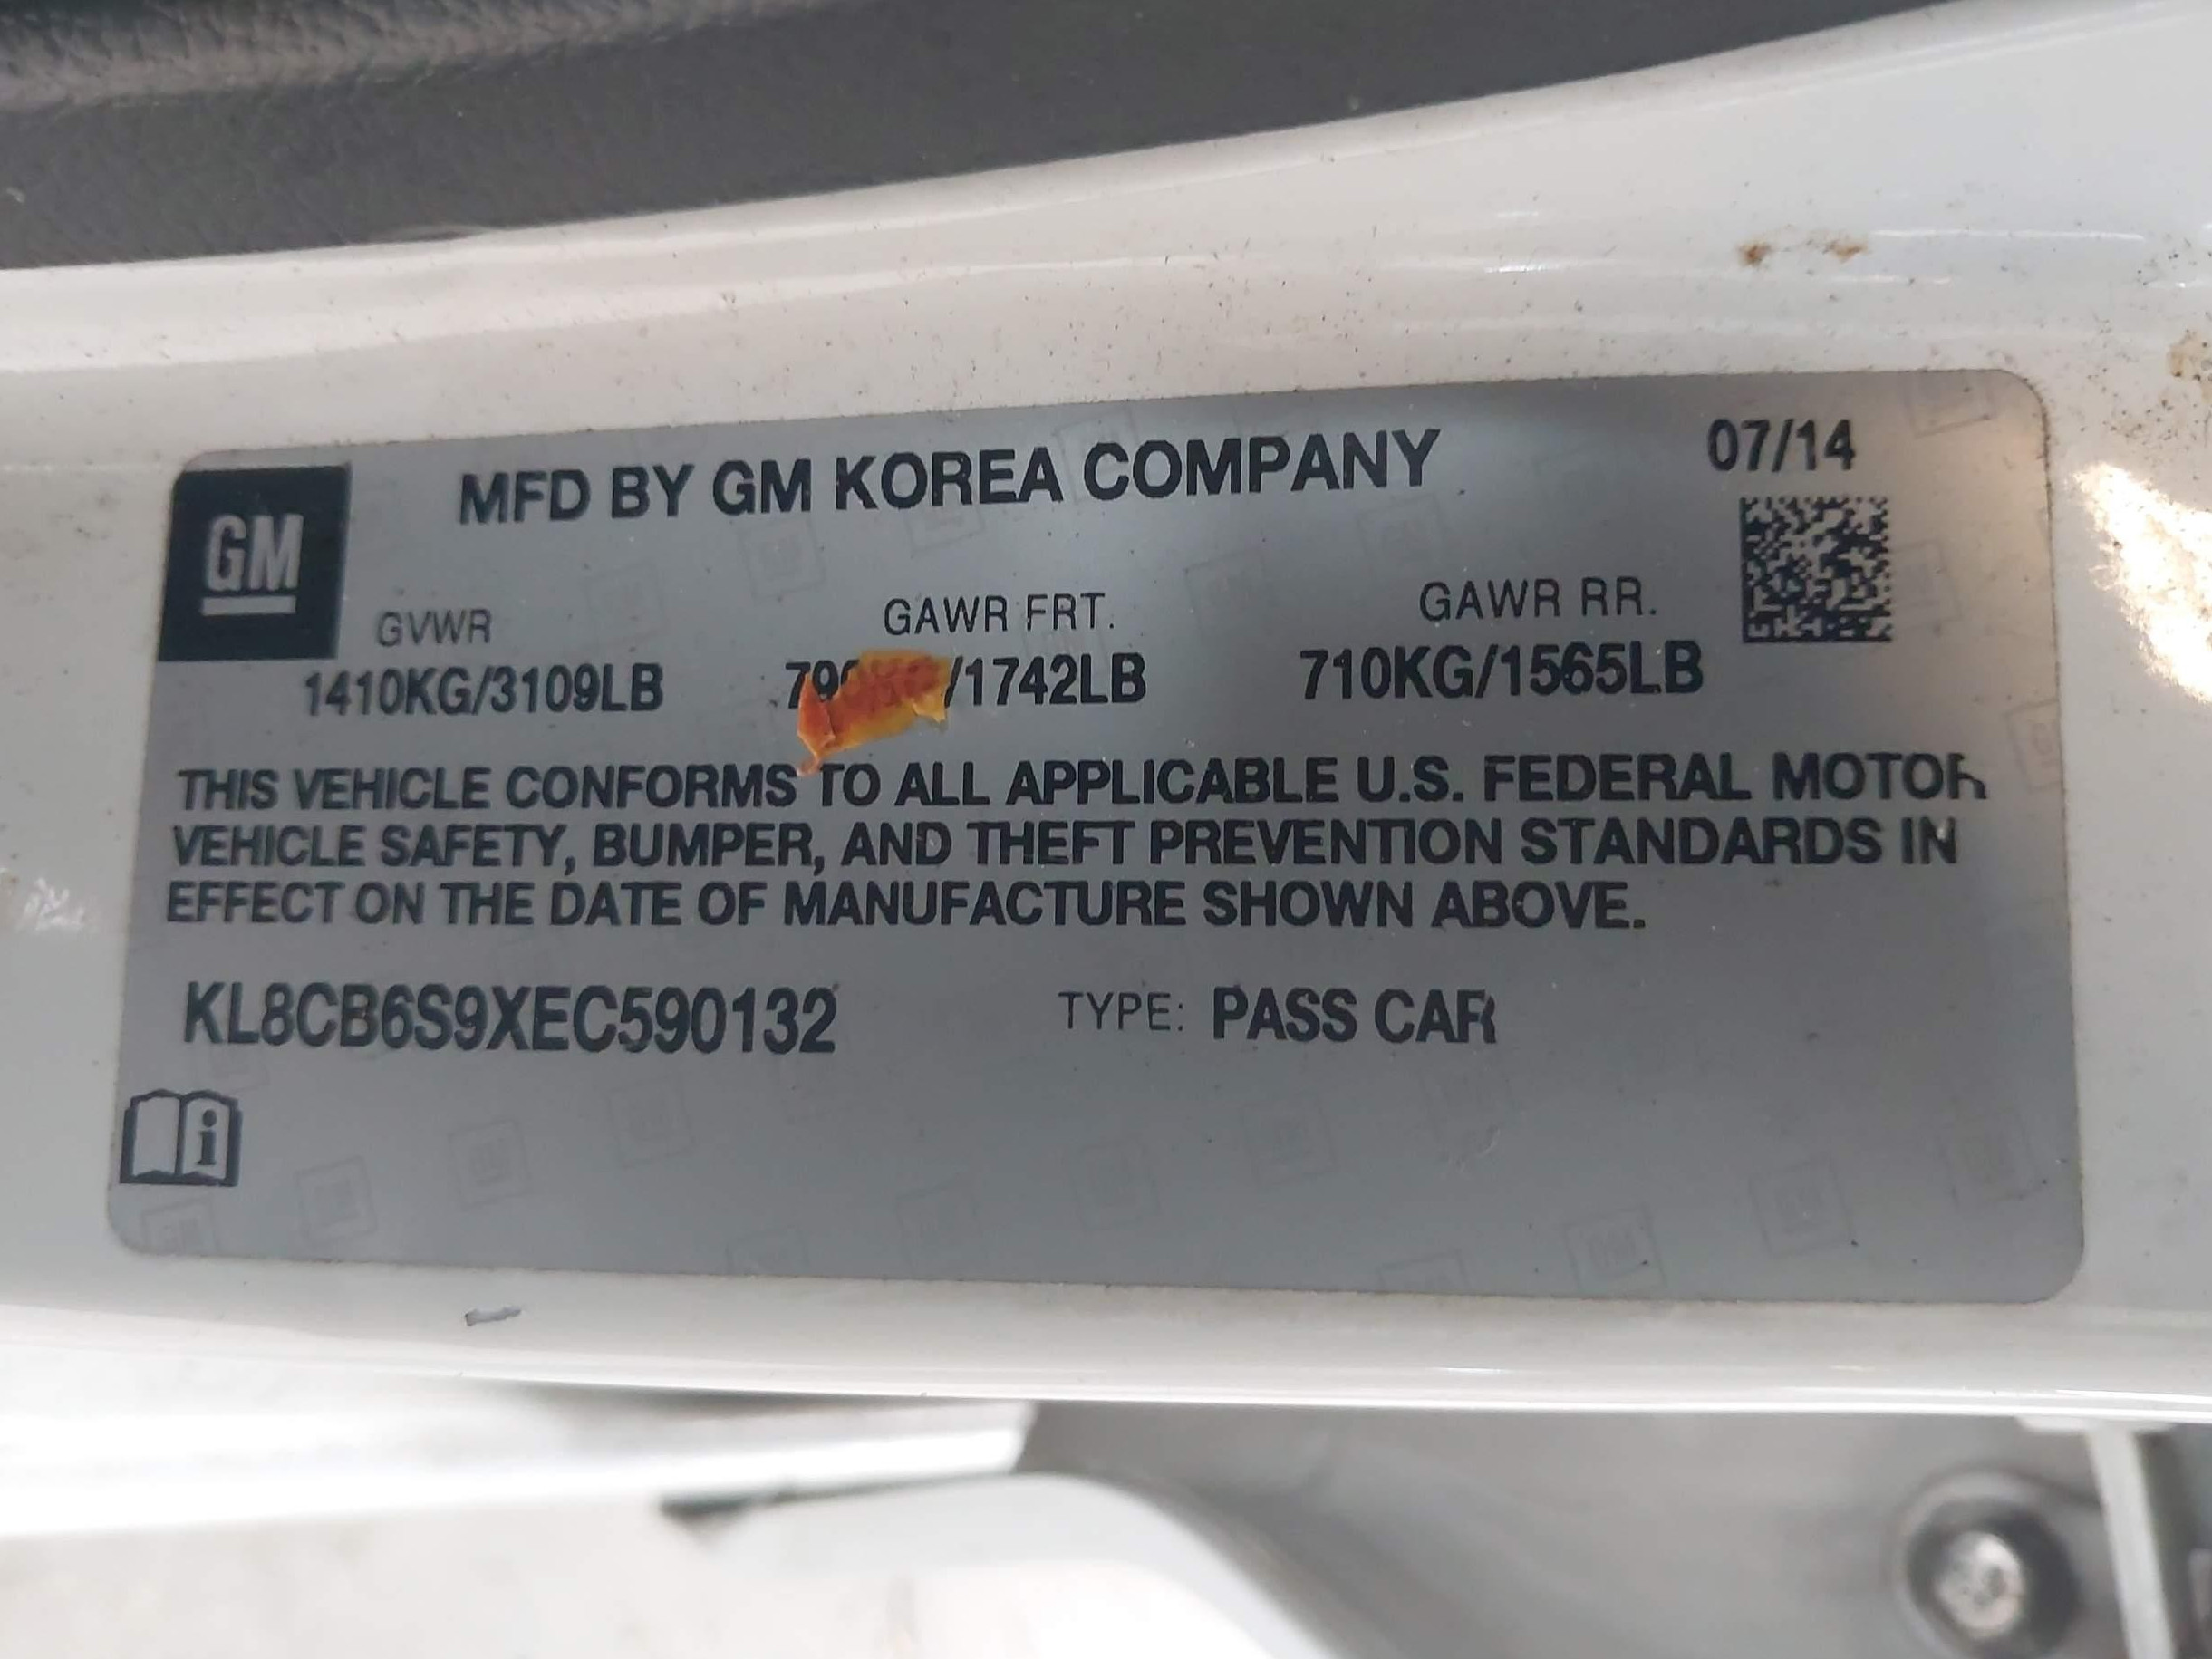 MFD BY GM KOREA COMPANY 07/14
GM
GVWR GAWR FRT. GAWR RR.
1410KG/3109LB /1742LB 710KG/1565LB
THIS VEHICLE CONFORMS TO ALL APPLICABLE U.S. FEDERAL MOTOR
VEHICLE SAFETY, BUMPER, AND THEFT PREVENTION STANDARDS IN
EFFECT ON THE DATE OF MANUFACTURE SHOWN ABOVE.
KL8CB6S9XEC590132 TYPE: PASS CAR
i